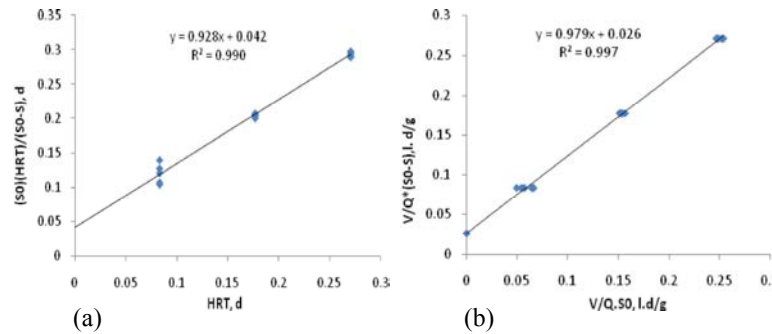 y = 0.928x + 0.042
R² = 0.990
(S0)(HRT)/(S0-S), d
0.35
0.3
0.25
0.2
0.15
0.1
0.05
0
0 0.05 0.1 0.15 0.2 0.25 0.3
HRT, d
(a)
y = 0.979x + 0.026
R² = 0.997
V/Q*(S0-S),l. d/g
0.3
0.25
0.2
0.15
0.1
0.05
0
0 0.05 0.1 0.15 0.2 0.25 0.
V/Q.S0, l.d/g
(b)